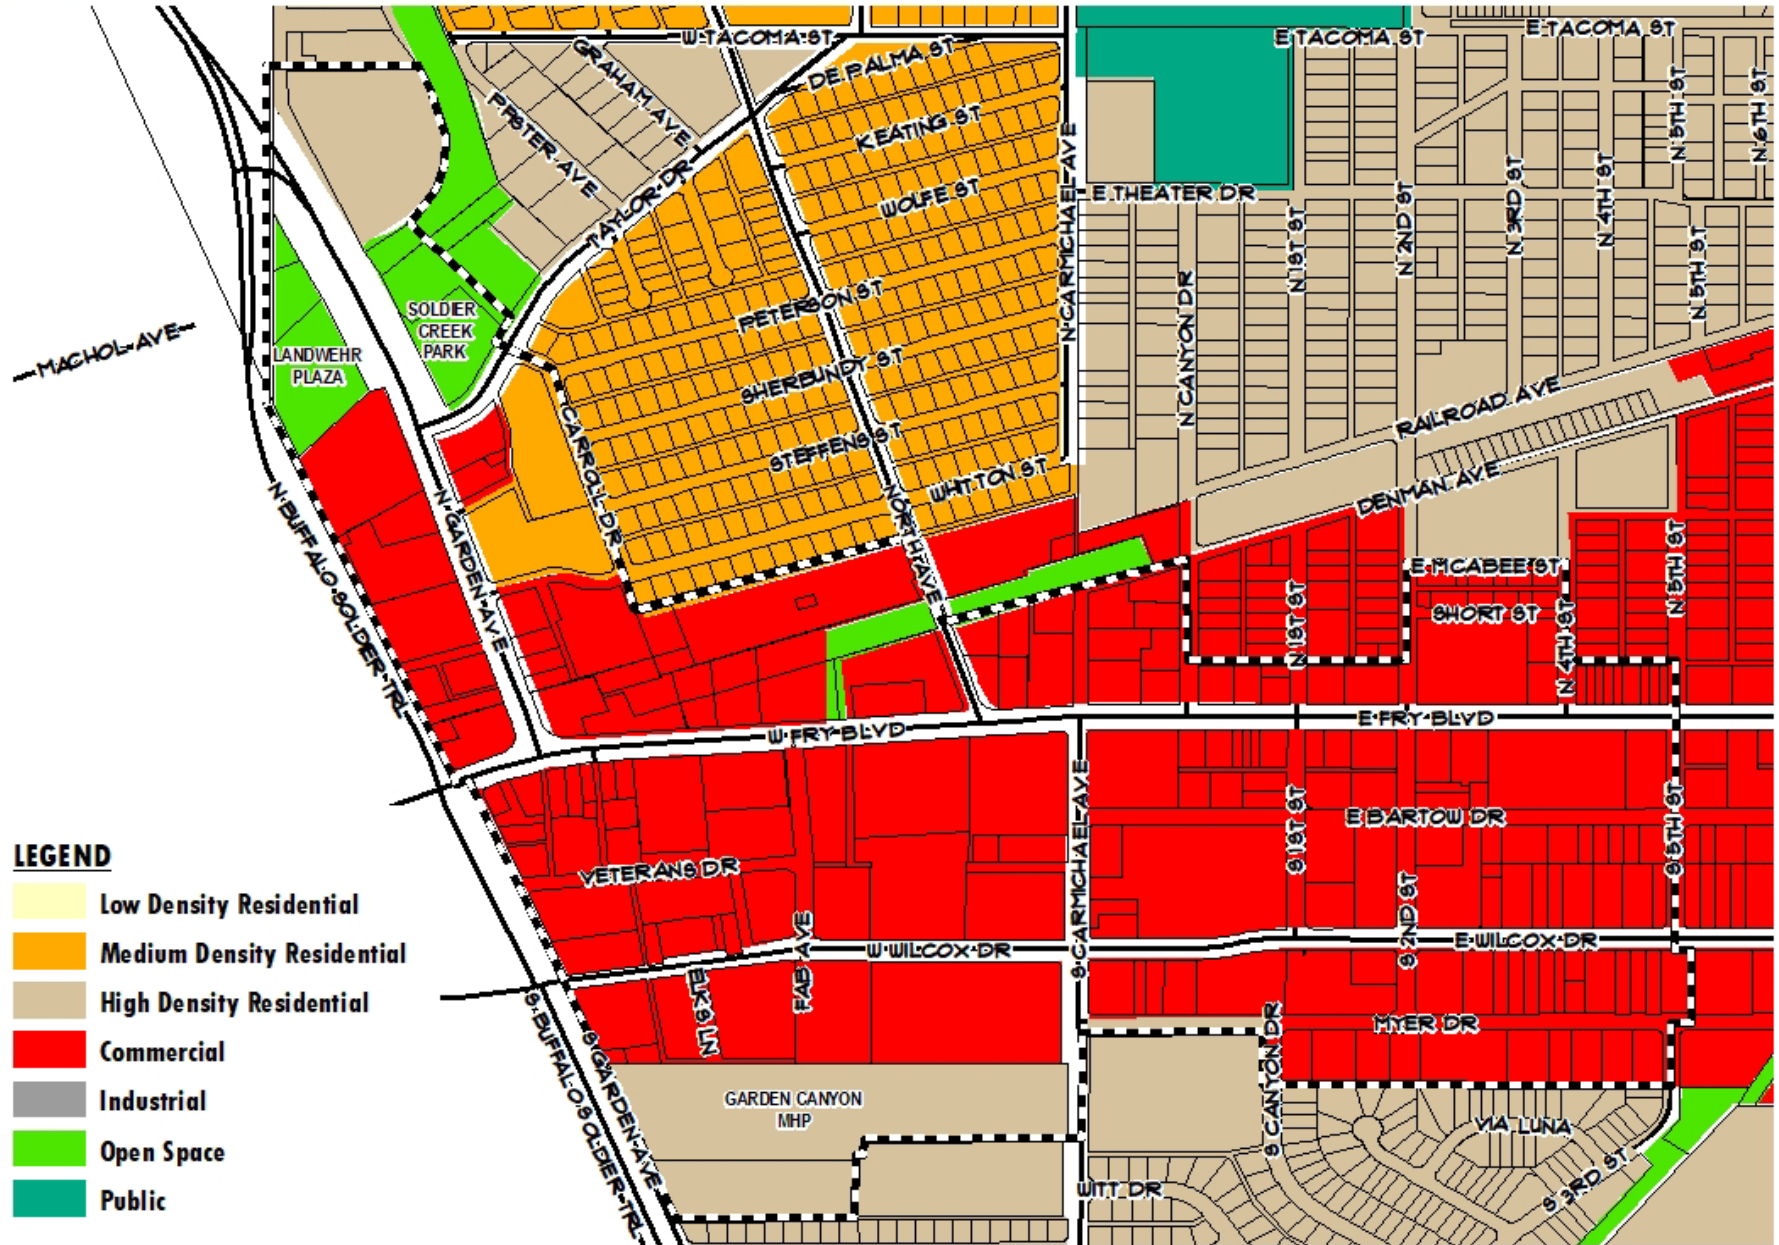 W TACOMA ST
E TACOMA ST
E TACOMA ST
GRAHAM AVE
DE PALMA ST
PFISTER AVE
KEATING ST
N 5TH ST
N 6TH ST
TAYLOR DR
WOLFE ST
N CARMICHAEL AVE
E THEATER DR
N 1ST ST
N 2ND ST
N 3RD ST
N 4TH ST
N 5TH ST
N CANYON DR
PETERSON ST
SOLDIER
CREEK
PARK
MACHOL AVE
LANDWEHR
PLAZA
SHERBUNDY ST
RAILROAD AVE
CARROLL DR
STEFFENS ST
WHITTON ST
DENMAN AVE
N BUFFALO SOLDIER TRL
N GARDEN AVE
NORTH AVE
E MCABEE ST
SHORT ST
N 1ST ST
N 4TH ST
N 5TH ST
W FRY BLVD
E FRY BLVD
S CARMICHAEL AVE
S 1ST ST
E BARTOW DR
S 5TH ST
VETERANS DR
S 2ND ST
FAB AVE
W WILCOX DR
E WILCOX DR
ELKS LN
S BUFFALO SOLDIER TRL
S GARDEN AVE
S CANYON DR
MYER DR
GARDEN CANYON
MHP
VIA LUNA
WITT DR
S 3RD ST
LEGEND
Low Density Residential
Medium Density Residential
High Density Residential
Commercial
Industrial
Open Space
Public